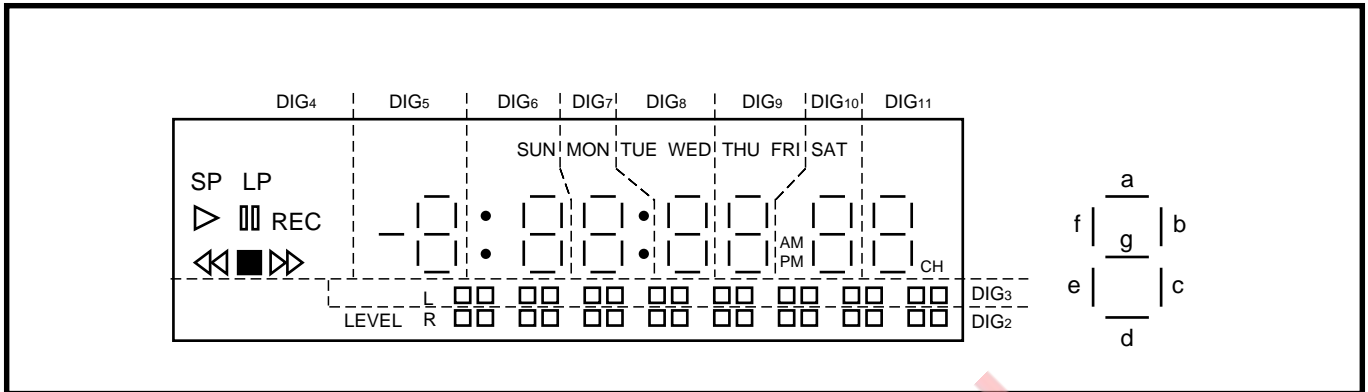 DIG4 DIG5 DIG6 DIG7 DIG8 DIG9 DIG10 DIG11
SUN MON TUE WED THU FRI SAT
SP LP
REC
AM
PM
CH
L
DIG3
LEVEL R
DIG2
a
f b
g
e c
d